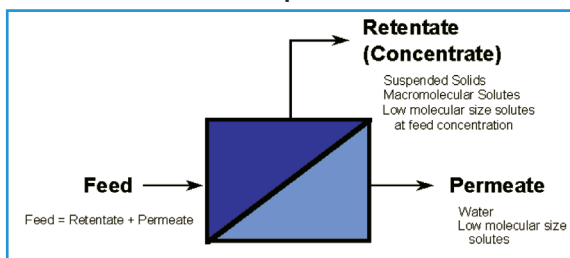 Retentate
(Concentrate)
Suspended Solids
Macromolecular Solutes
Low molecular size solutes
at feed concentration
Feed
Feed = Retentate + Permeate
Permeate
Water
Low molecular size
solutes